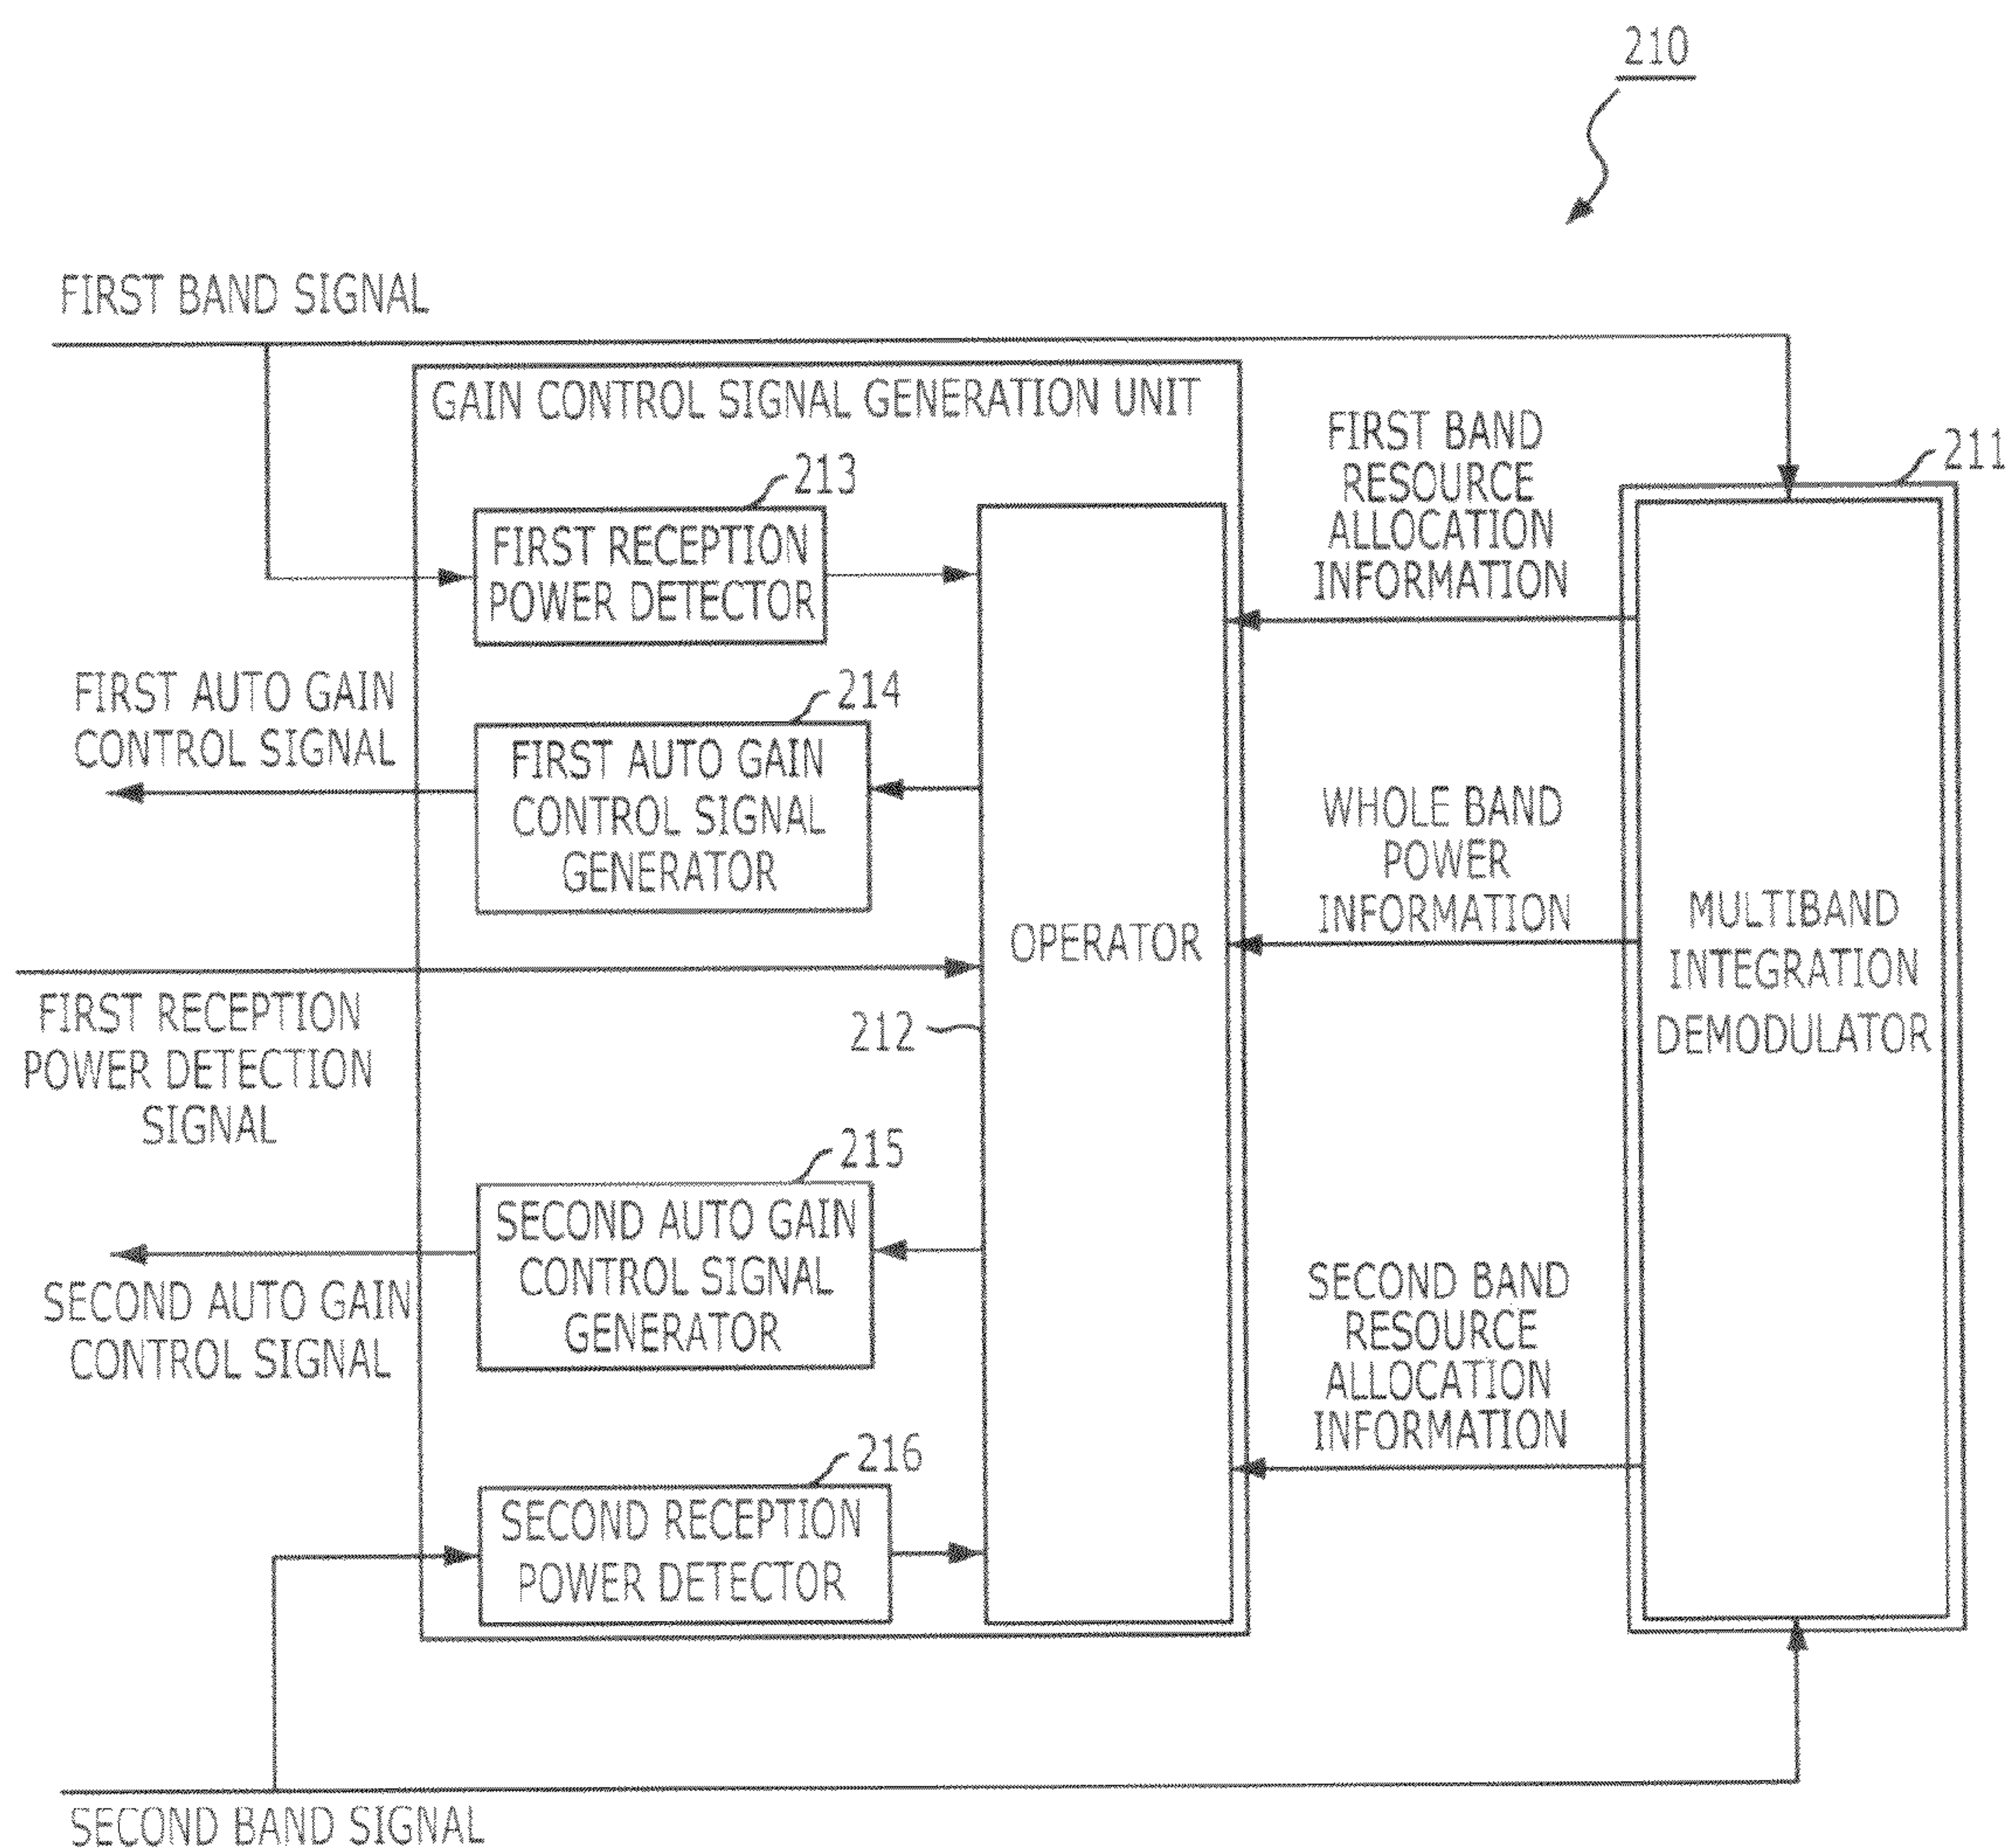 210
FIRST BAND SIGNAL
GAIN CONTROL SIGNAL GENERATION UNIT
213
FIRST RECEPTION
POWER DETECTOR
FIRST BAND
RESOURCE
ALLOCATION
INFORMATION
211
FIRST AUTO GAIN
CONTROL SIGNAL
214
FIRST AUTO GAIN
CONTROL SIGNAL
GENERATOR
WHOLE BAND
POWER
INFORMATION
OPERATOR
MULTIBAND
INTEGRATION
DEMODULATOR
FIRST RECEPTION
POWER DETECTION
SIGNAL
212
215
SECOND AUTO GAIN
CONTROL SIGNAL
GENERATOR
SECOND AUTO GAIN
CONTROL SIGNAL
SECOND BAND
RESOURCE
ALLOCATION
INFORMATION
216
SECOND RECEPTION
POWER DETECTOR
SECOND BAND SIGNAL